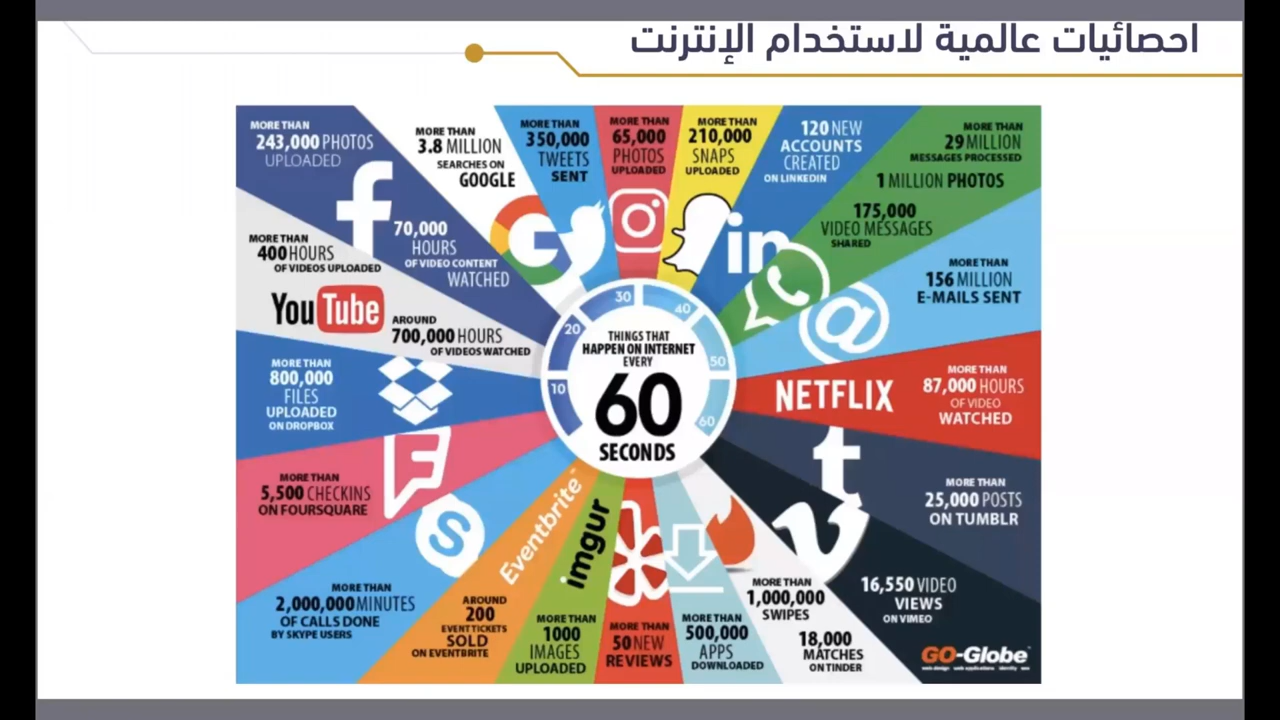 احصائيات عالمية لاستخدام الإنترنت
MORE THAN
243,000 PHOTOS
UPLOADED
f
70,000
HOURS
OF VIDEO CONTENT
WATCHED
MORE THAN
3.8 MILLION
SEARCHES ON
GOOGLE
G
MORE THAN
350,000
TWEETS
SENT
MORE THAN
65,000
PHOTOS
UPLOADED
MORE THAN
210,000
SNAPS
UPLOADED
120 NEW
ACCOUNTS
CREATED
ON LINKEDIN
in
MORE THAN
29 MILLION
MESSAGES PROCESSED
1 MILLION PHOTOS
175,000
VIDEO MESSAGES
SHARED
MORE THAN
156 MILLION
E-MAILS SENT
@
NETFLIX
MORE THAN
87,000 HOURS
OF VIDEO
WATCHED
t
MORE THAN
25,000 POSTS
ON TUMBLR
v
16,550 VIDEO
VIEWS
ON VIMEO
MORE THAN
1,000,000
SWIPES
18,000
MATCHES
ON TINDER
MORE THAN
500,000
APPS
DOWNLOADED
MORE THAN
50 NEW
REVIEWS
imgur
MORE THAN
1000
IMAGES
UPLOADED
Eventbrite
AROUND
200
EVENT TICKETS
SOLD
ON EVENTBRITE
S
MORE THAN
2,000,000 MINUTES
OF CALLS DONE
BY SKYPE USERS
MORE THAN
5,500 CHECKINS
ON FOURSQUARE
MORE THAN
800,000
FILES
UPLOADED
ON DROPBOX
MORE THAN
400 HOURS
OF VIDEOS UPLOADED
YouTube
AROUND
700,000 HOURS
OF VIDEOS WATCHED
10
20
30
40
50
60
THINGS THAT
HAPPEN ON INTERNET
EVERY
60
SECONDS
GO-Globe